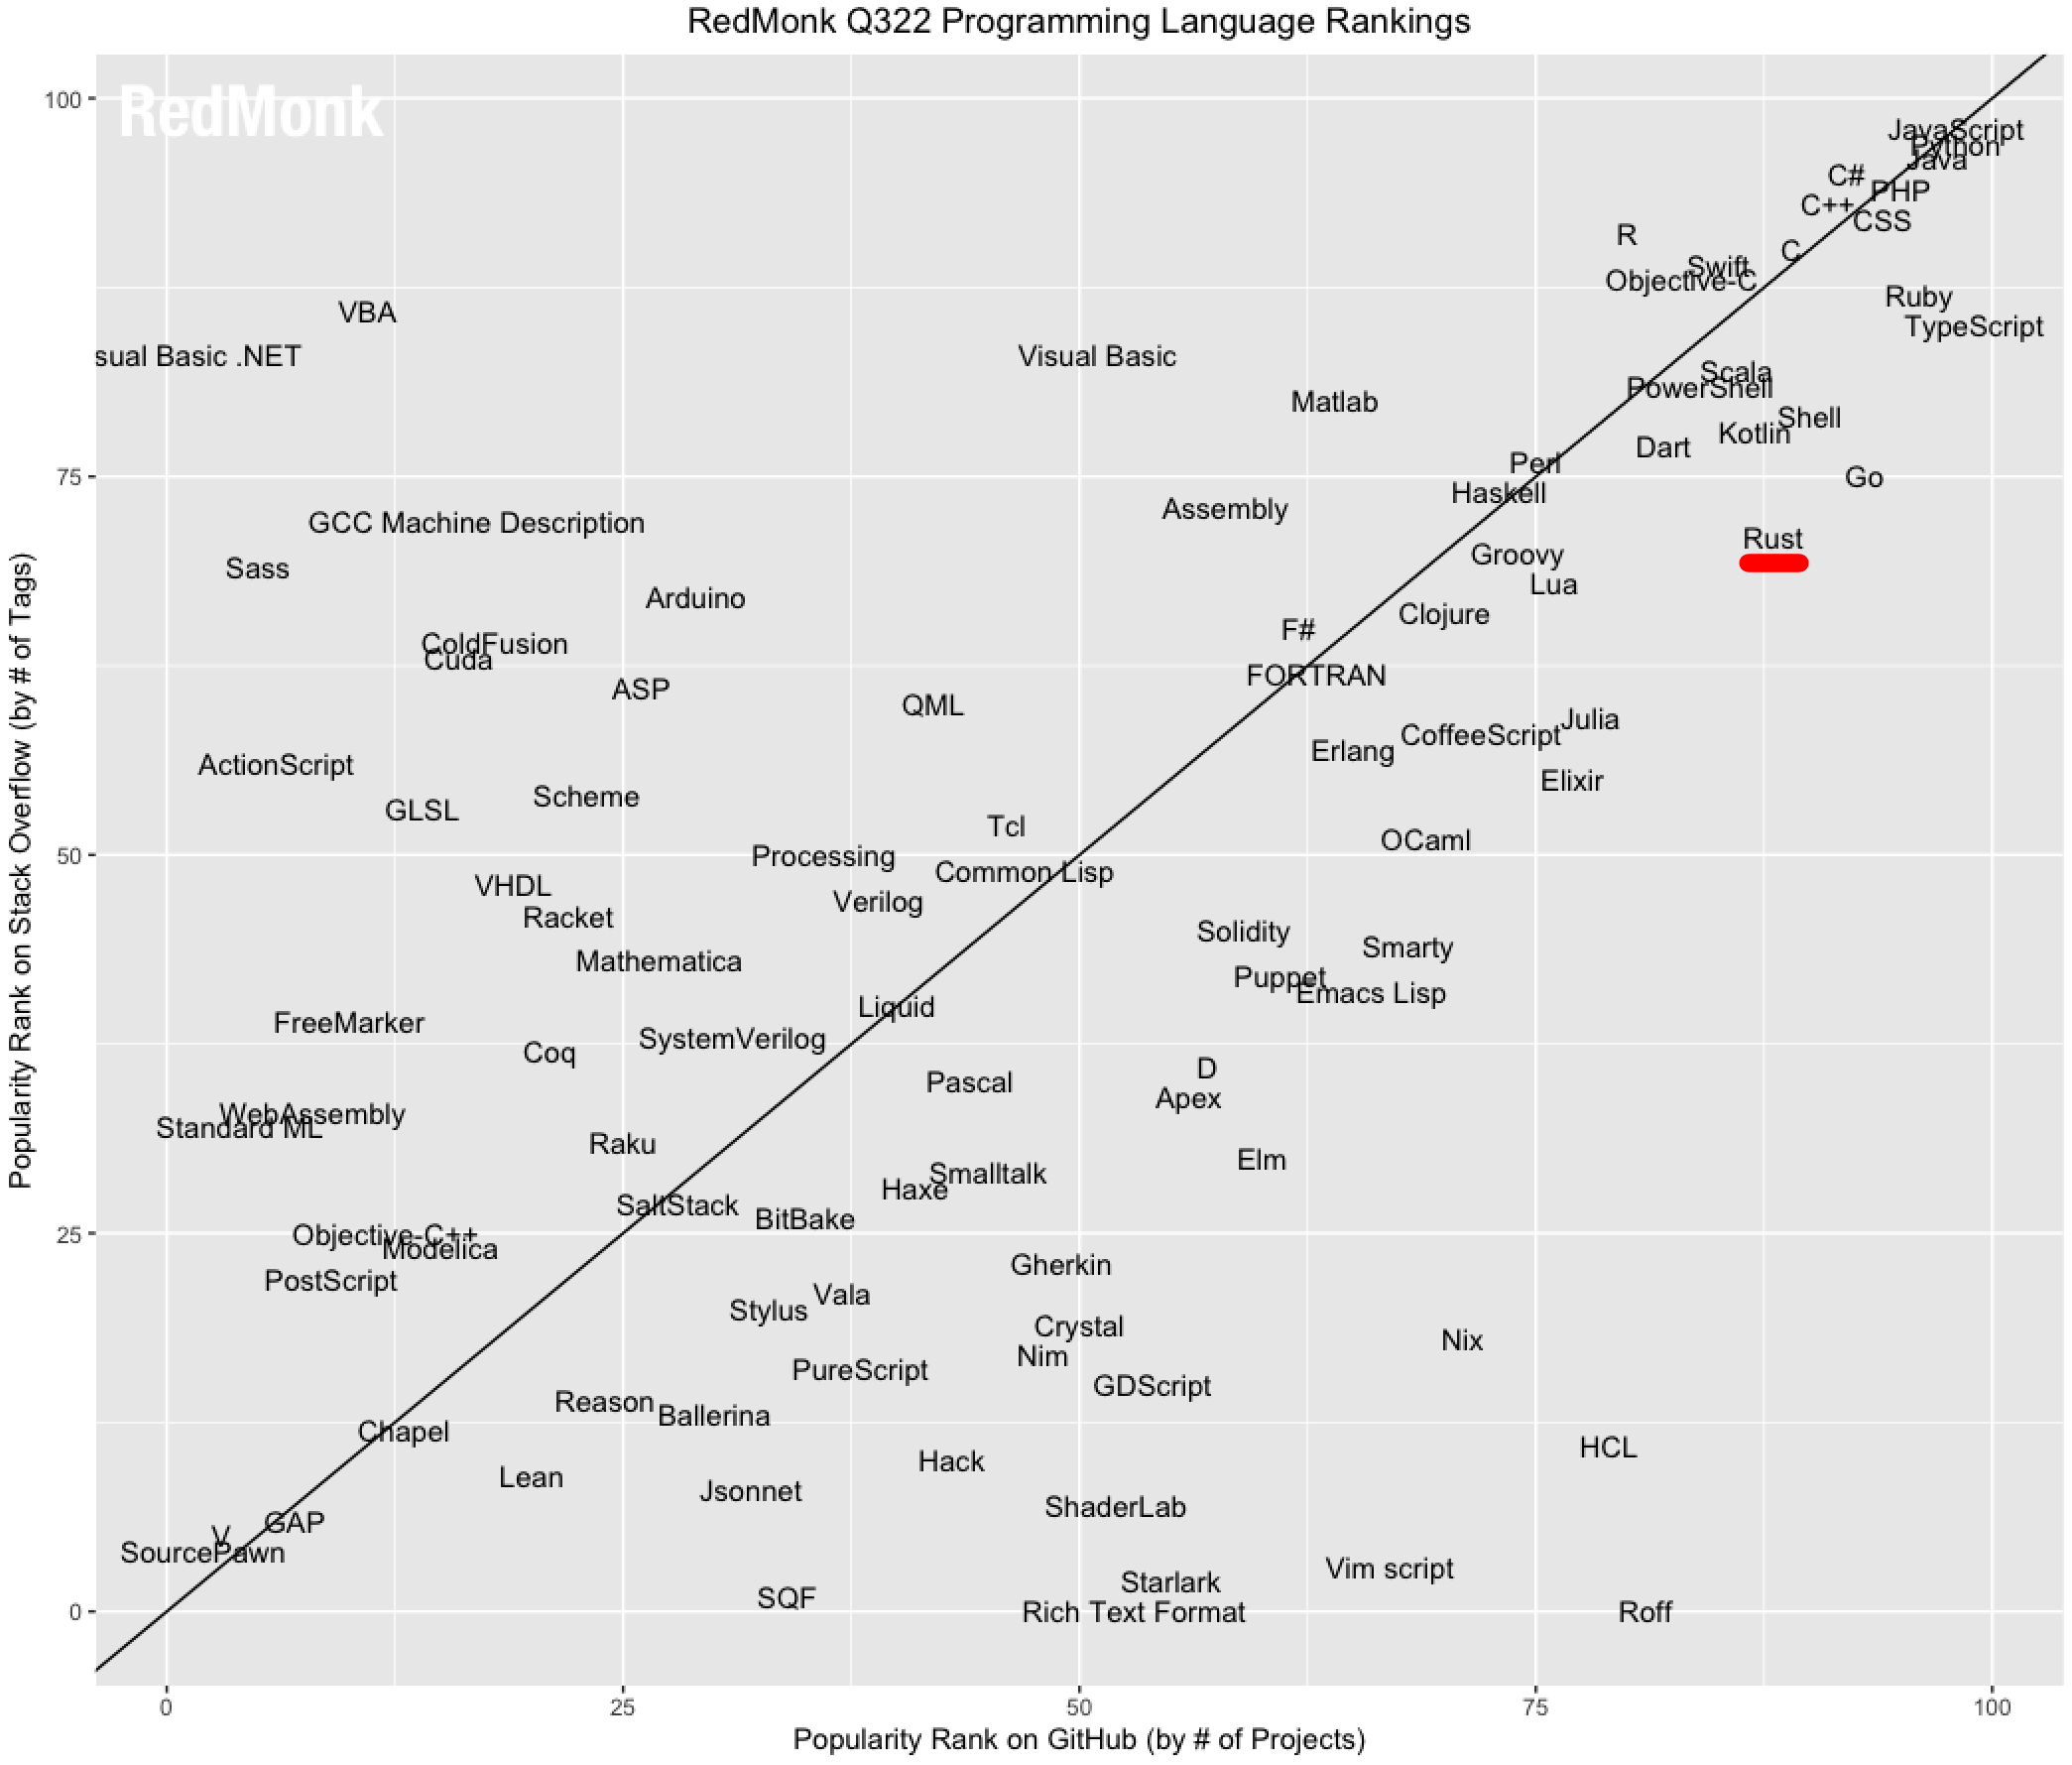 RedMonk Q322 Programming Language Rankings
RedMonk
100
JavaScript
Python
Java
C#
PHP
C++
CSS
R
C
Swift
Objective-C
Ruby
VBA
TypeScript
sual Basic .NET
Visual Basic
Scala
PowerShell
Matlab
Shell
Kotlin
Dart
Perl
75
Go
Haskell
Assembly
GCC Machine Description
Rust
Groovy
Sass
Lua
Arduino
Clojure
F#
ColdFusion
Cuda
FORTRAN
ASP
QML
Julia
CoffeeScript
Erlang
ActionScript
Elixir
Scheme
GLSL
Tcl
OCaml
50
Processing
Common Lisp
VHDL
Verilog
Racket
Solidity
Smarty
Mathematica
Puppet
Emacs Lisp
Liquid
FreeMarker
SystemVerilog
Coq
D
Pascal
Apex
WebAssembly
Standard ML
Raku
Elm
Smalltalk
Haxe
SaltStack
BitBake
25
Objective-C++
Modelica
Gherkin
PostScript
Vala
Stylus
Crystal
Nix
Nim
PureScript
GDScript
Reason
Ballerina
Chapel
HCL
Hack
Lean
Jsonnet
ShaderLab
GAP
V
SourcePawn
Vim script
Starlark
SQF
0
Rich Text Format
Roff
0
25
50
75
100
Popularity Rank on GitHub (by # of Projects)
Popularity Rank on Stack Overflow (by # of Tags)